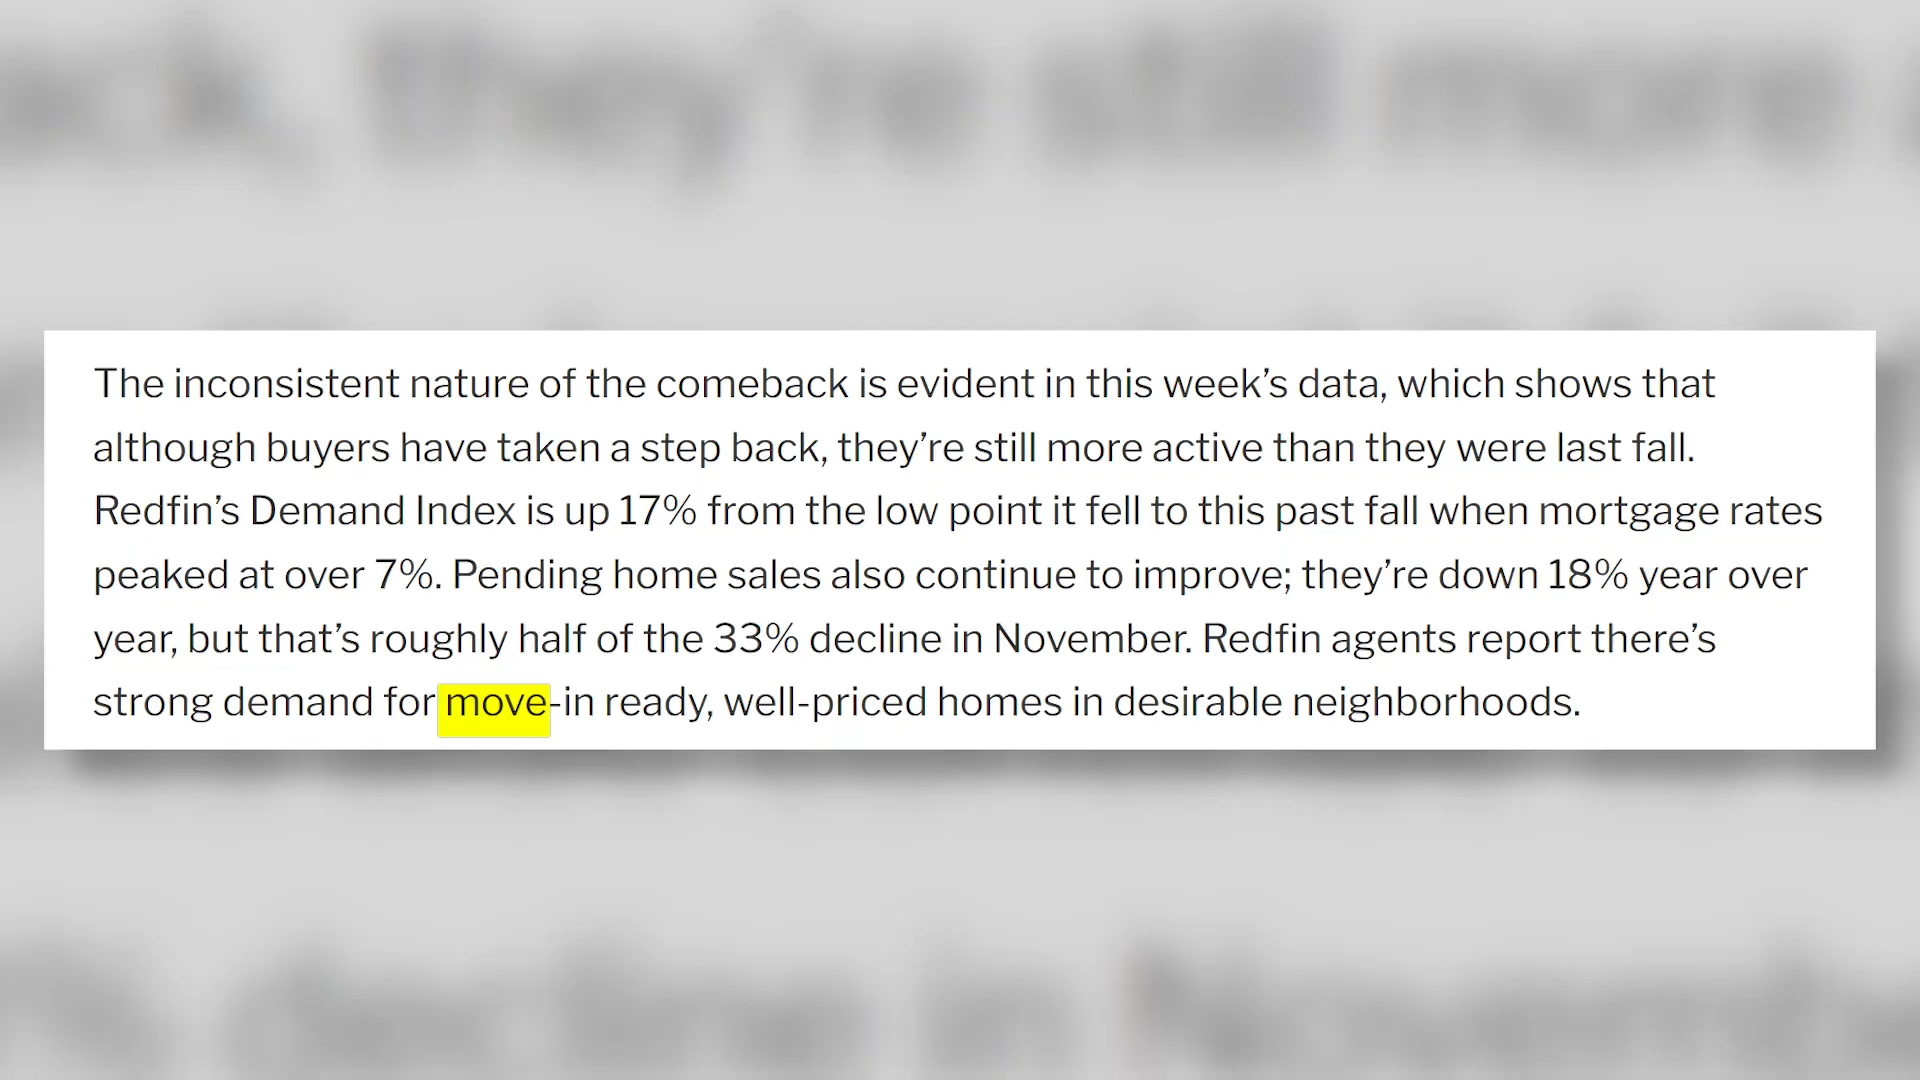 The inconsistent nature of the comeback is evident in this week’s data, which shows that
although buyers have taken a step back, they’re still more active than they were last fall.
Redfin’s Demand Index is up 17% from the low point it fell to this past fall when mortgage rates
peaked at over 7%. Pending home sales also continue to improve; they’re down 18% year over
year, but that’s roughly half of the 33% decline in November. Redfin agents report there’s
strong demand for move-in ready, well-priced homes in desirable neighborhoods.